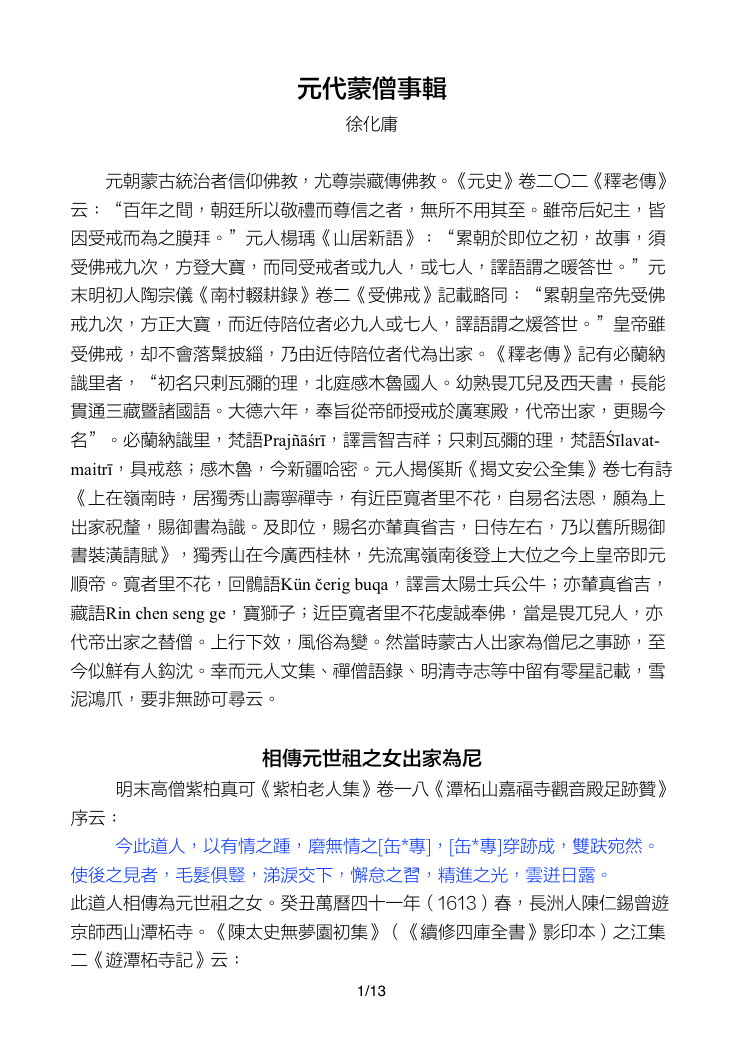 元代蒙僧事輯
徐化庸
元朝蒙古統治者信仰佛教，尤尊崇藏傳佛教。《元史》卷二〇二《釋老傳》
云：“百年之間，朝廷所以敬禮而尊信之者，無所不用其至。雖帝后妃主，皆
因受戒而為之膜拜。”元人楊瑀《山居新語》：“累朝於即位之初，故事，須
受佛戒九次，方登大寶，而同受戒者或九人，或七人，譯語謂之暖答世。”元
末明初人陶宗儀《南村輟耕錄》卷二《受佛戒》記載略同：“累朝皇帝先受佛
戒九次，方正大寶，而近侍陪位者必九人或七人，譯語謂之煖答世。”皇帝雖
受佛戒，却不會落鬘披緇，乃由近侍陪位者代為出家。《釋老傳》記有必蘭納
識里者，“初名只剌瓦彌的理，北庭感木魯國人。幼熟畏兀兒及西天書，長能
貫通三藏暨諸國語。大德六年，奉旨從帝師授戒於廣寒殿，代帝出家，更賜今
名”。必蘭納識里，梵語Prajñāśrī，譯言智吉祥；只剌瓦彌的理，梵語Śīlavat-
maitrī，具戒慈；感木魯，今新疆哈密。元人揭傒斯《揭文安公全集》卷七有詩
《上在嶺南時，居獨秀山壽寧禪寺，有近臣寬者里不花，自易名法恩，願為上
出家祝釐，賜御書為識。及即位，賜名亦輦真省吉，日侍左右，乃以舊所賜御
書裝潢請賦》，獨秀山在今廣西桂林，先流寓嶺南後登上大位之今上皇帝即元
順帝。寬者里不花，回鶻語Kün čerig buqa，譯言太陽士兵公牛；亦輦真省吉，
藏語Rin chen seng ge，寶獅子；近臣寬者里不花虔誠奉佛，當是畏兀兒人，亦
代帝出家之替僧。上行下效，風俗為變。然當時蒙古人出家為僧尼之事跡，至
今似鮮有人鈎沈。幸而元人文集、禪僧語錄、明清寺志等中留有零星記載，雪
泥鴻爪，要非無跡可尋云。
相傳元世祖之女出家為尼
明末高僧紫柏真可《紫柏老人集》卷一八《潭柘山嘉福寺觀音殿足跡贊》
序云：
今此道人，以有情之踵，磨無情之[缶*專]，[缶*專]穿跡成，雙趺宛然。
使後之見者，毛髮俱豎，涕淚交下，懈怠之習，精進之光，雲迸日露。
此道人相傳為元世祖之女。癸丑萬曆四十一年（1613）春，長洲人陳仁錫曾遊
京師西山潭柘寺。《陳太史無夢園初集》（《續修四庫全書》影印本）之江集
二《遊潭柘寺記》云：
1/13